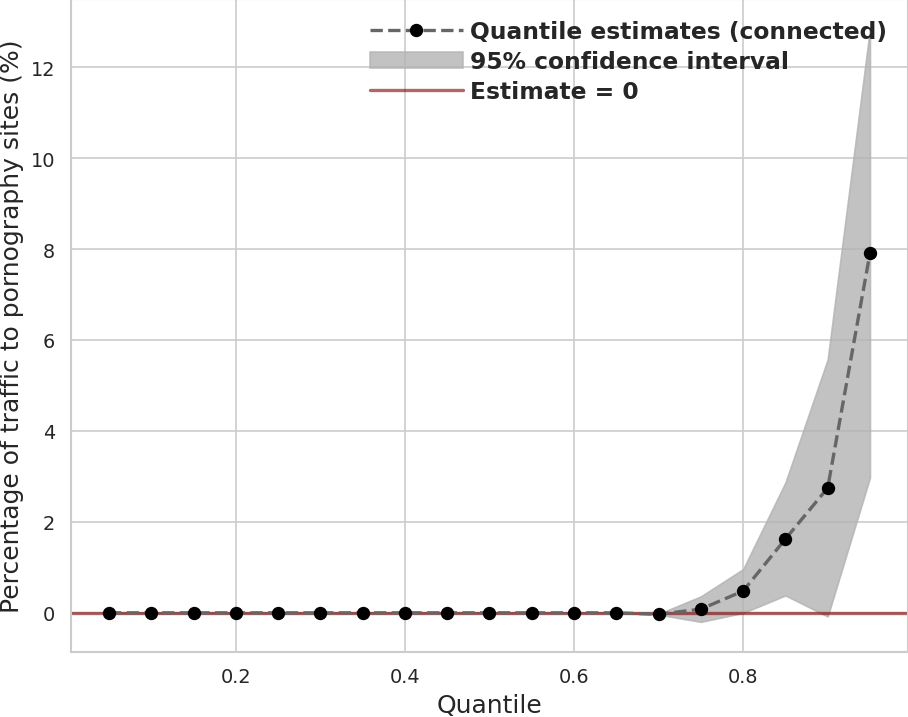 Quantile estimates (connected)
95% confidence interval
Estimate = 0
Percentage of traffic to pornography sites (%)
12
10
8
6
4
2
0
0.2
0.4
0.6
0.8
Quantile